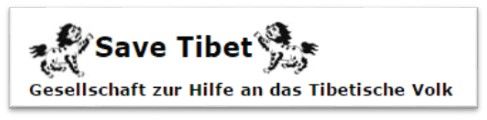 Save Tibet
Gesellschaft zur Hilfe an das Tibetische Volk